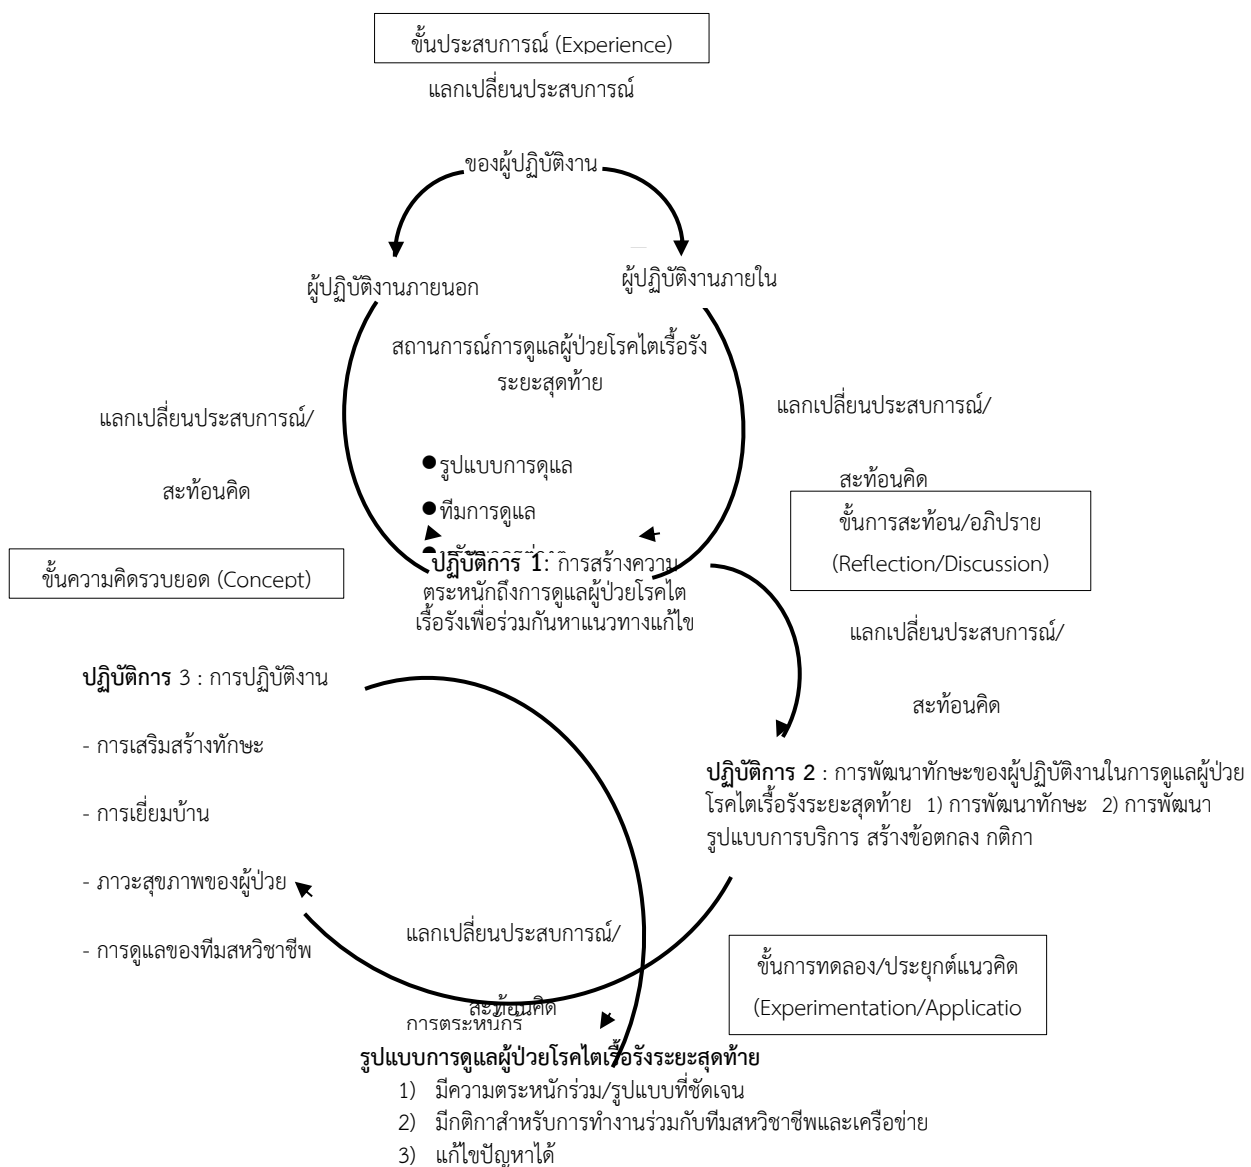 ขั้นประสบการณ์ (Experience)
แลกเปลี่ยนประสบการณ์
ของผู้ปฏิบัติงาน
ผู้ปฏิบัติงานภายนอก
ผู้ปฏิบัติงานภายใน
สถานการณ์การดูแลผู้ป่วยโรคไตเรื้อรัง
ระยะสุดท้าย
แลกเปลี่ยนประสบการณ์/
สะท้อนคิด
แลกเปลี่ยนประสบการณ์/
สะท้อนคิด
● รูปแบบการดุแล
● ทีมการดูแล
●
ขั้นการสะท้อน/อภิปราย
(Reflection/Discussion)
ขั้นความคิดรวบยอด (Concept)
ปฏิบัติการ 1: การสร้างความ
ตระหนักถึงการดูแลผู้ป่วยโรคไต
เรื้อรังเพื่อร่วมกันหาแนวทางแก้ไข
แลกเปลี่ยนประสบการณ์/
สะท้อนคิด
ปฏิบัติการ 3 : การปฏิบัติงาน
- การเสริมสร้างทักษะ
- การเยี่ยมบ้าน
- ภาวะสุขภาพของผู้ป่วย
- การดูแลของทีมสหวิชาชีพ
ปฏิบัติการ 2 : การพัฒนาทักษะของผู้ปฏิบัติงานในการดูแลผู้ป่วย
โรคไตเรื้อรังระยะสุดท้าย 1) การพัฒนาทักษะ 2) การพัฒนา
รูปแบบการบริการ สร้างข้อตกลง กติกา
แลกเปลี่ยนประสบการณ์/
สะท้อนคิด
ขั้นการทดลอง/ประยุกต์แนวคิด
(Experimentation/Applicatio
การตระหนักรู้
รูปแบบการดูแลผู้ป่วยโรคไตเรื้อรังระยะสุดท้าย
1) มีความตระหนักร่วม/รูปแบบที่ชัดเจน
2) มีกติกาสำหรับการทำงานร่วมกับทีมสหวิชาชีพและเครือข่าย
3) แก้ไขปัญหาได้